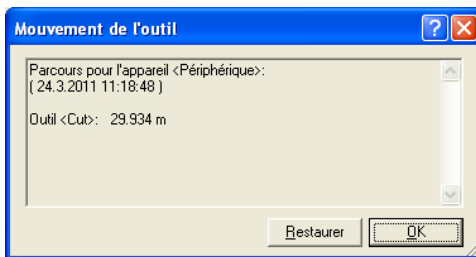 Mouvement de l'outil
Parcours pour l'appareil <Périphérique>:
( 24.3.2011 11:18:48 )
Outil <Cut>: 29.934 m
Restaurer
OK